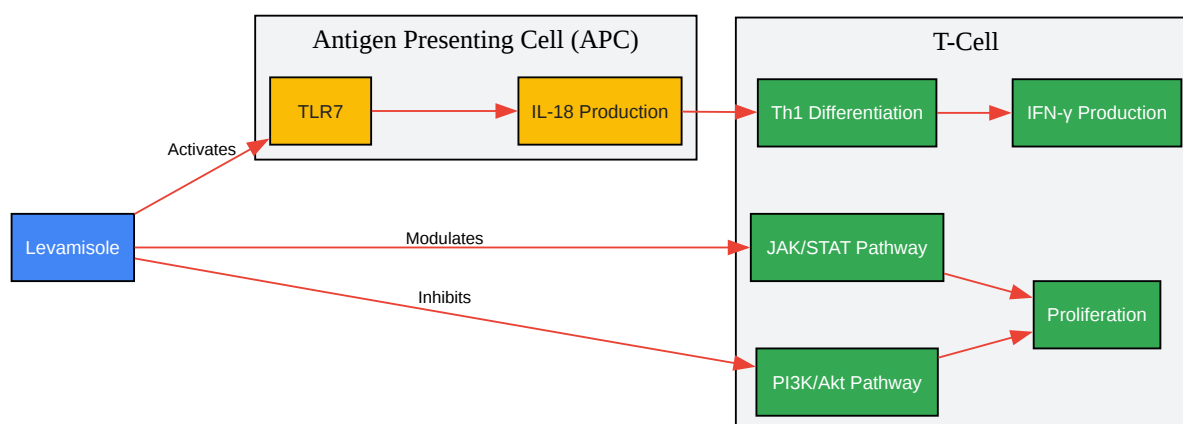 Antigen Presenting Cell (APC)
T-Cell
TLR7
IL-18 Production
Th1 Differentiation
IFN-γ Production
Activates
Levamisole
Modulates
JAK/STAT Pathway
Inhibits
Proliferation
PI3K/Akt Pathway